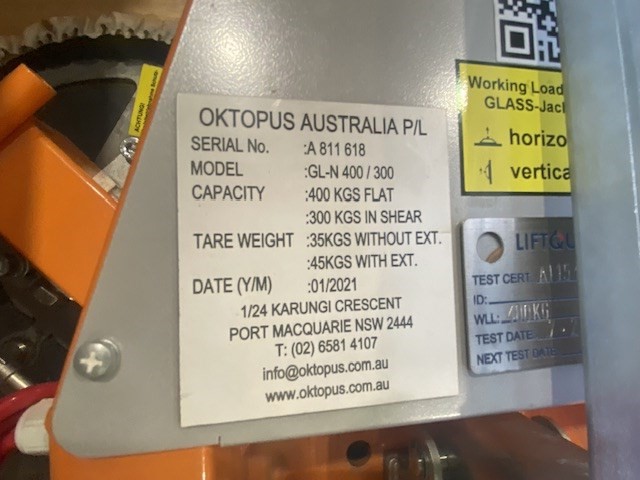 ACHTUNG!
OKTOPUS AUSTRALIA P/L
SERIAL No. :A 811 618
MODEL :GL-N 400 / 300
CAPACITY :400 KGS FLAT
:300 KGS IN SHEAR
TARE WEIGHT :35KGS WITHOUT EXT.
:45KGS WITH EXT.
DATE (Y/M) :01/2021
1/24 KARUNGI CRESCENT
PORT MACQUARIE NSW 2444
T: (02) 6581 4107
info@oktopus.com.au
www.oktopus.com.au
Working Load
GLASS-Jac
horizo
vertica
LIFTQU
TEST CERT.
ID:
WLL:
TEST DATE
NEXT TEST DATE